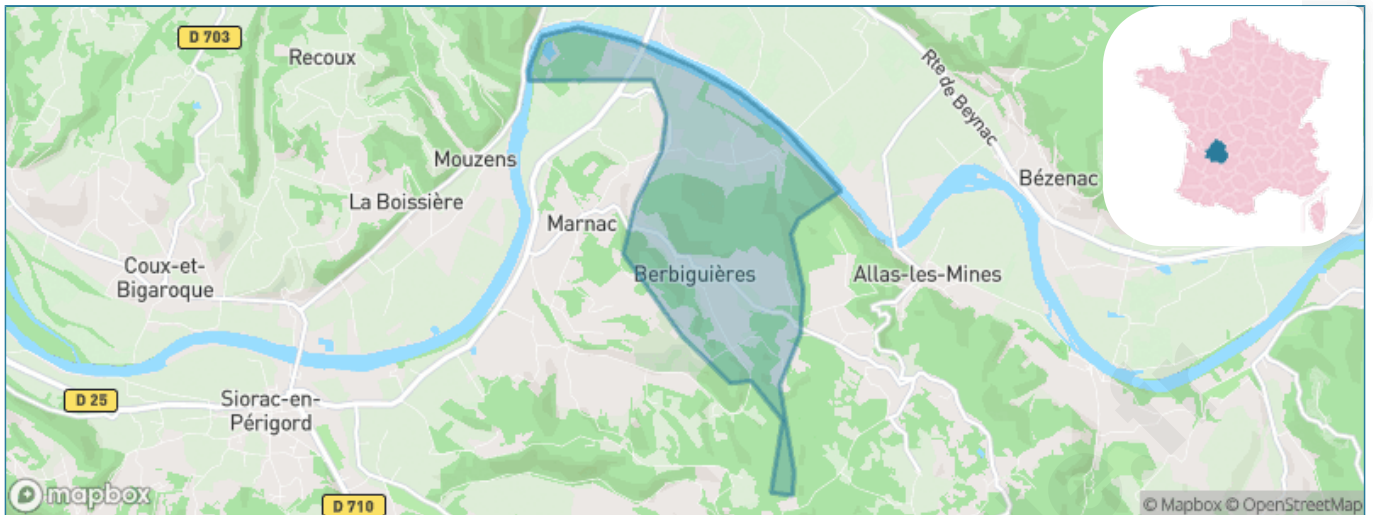 D 703
Recoux
Rte de Beynac
Mouzens
Bézenac
La Boissière
Marnac
Coux-et-
Bigaroque
Berbiguières
Allas-les-Mines
D 25
Siorac-en-
Périgord
mapbox
D 710
© Mapbox © OpenStreetMap